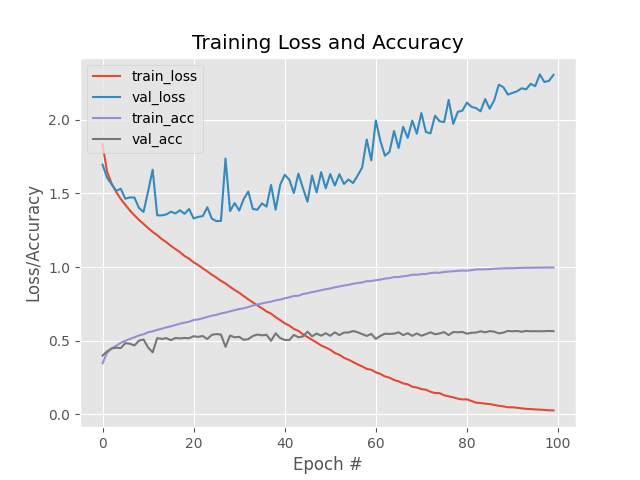 Training Loss and Accuracy
train_loss
val_loss
train_acc
val_acc
Loss/Accuracy
2.0
1.5
1.0
0.5
0.0
0 20 40 60 80 100
Epoch #